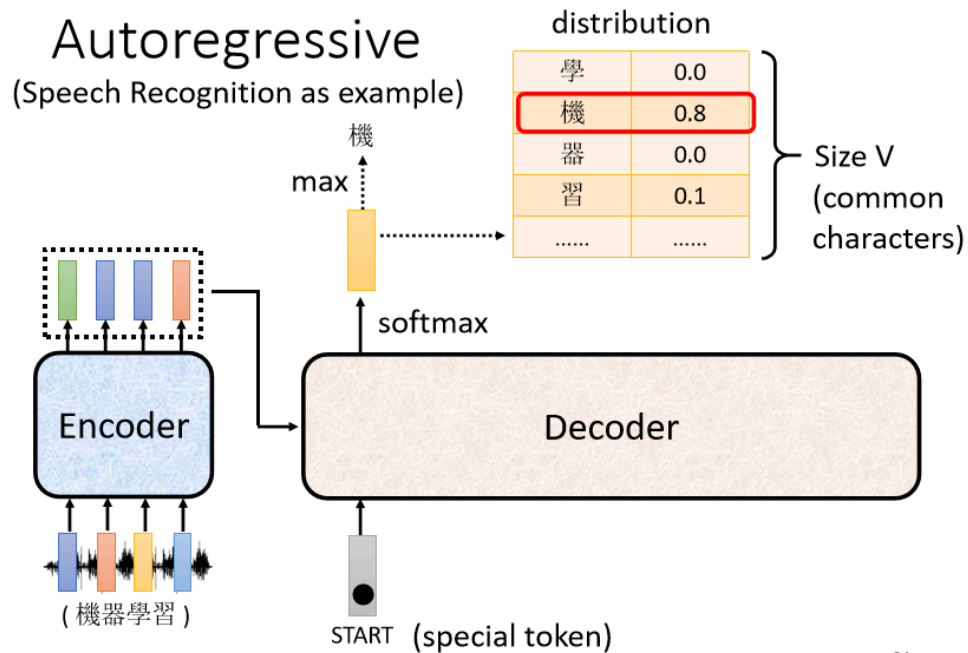 Autoregressive
(Speech Recognition as example)
distribution
學 0.0
機 0.8
器 0.0
習 0.1
...... ......
Size V
(common
characters)
機
max
softmax
Encoder
Decoder
(機器學習)
START (special token)